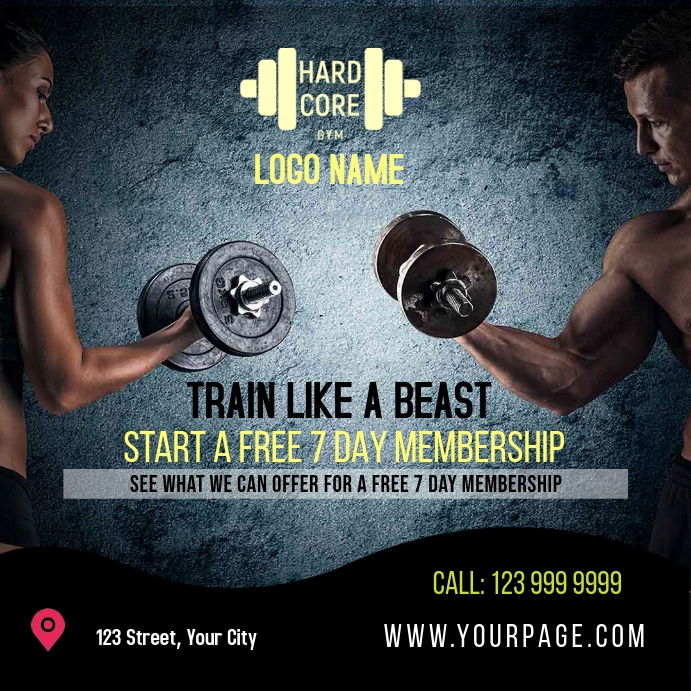 HARD
CORE
GYM
LOGO NAME
TRAIN LIKE A BEAST
START A FREE 7 DAY MEMBERSHIP
SEE WHAT WE CAN OFFER FOR A FREE 7 DAY MEMBERSHIP
CALL: 123 999 9999
123 Street, Your City
WWW.YOURPAGE.COM